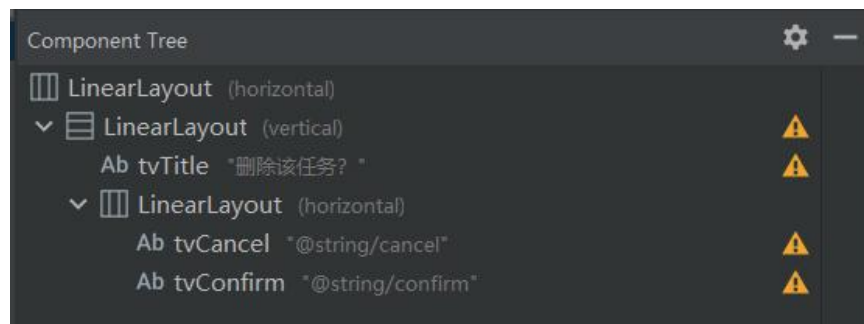 Component Tree
LinearLayout (horizontal)
LinearLayout (vertical)
Ab tvTitle "删除该任务？"
LinearLayout (horizontal)
Ab tvCancel "@string/cancel"
Ab tvConfirm "@string/confirm"